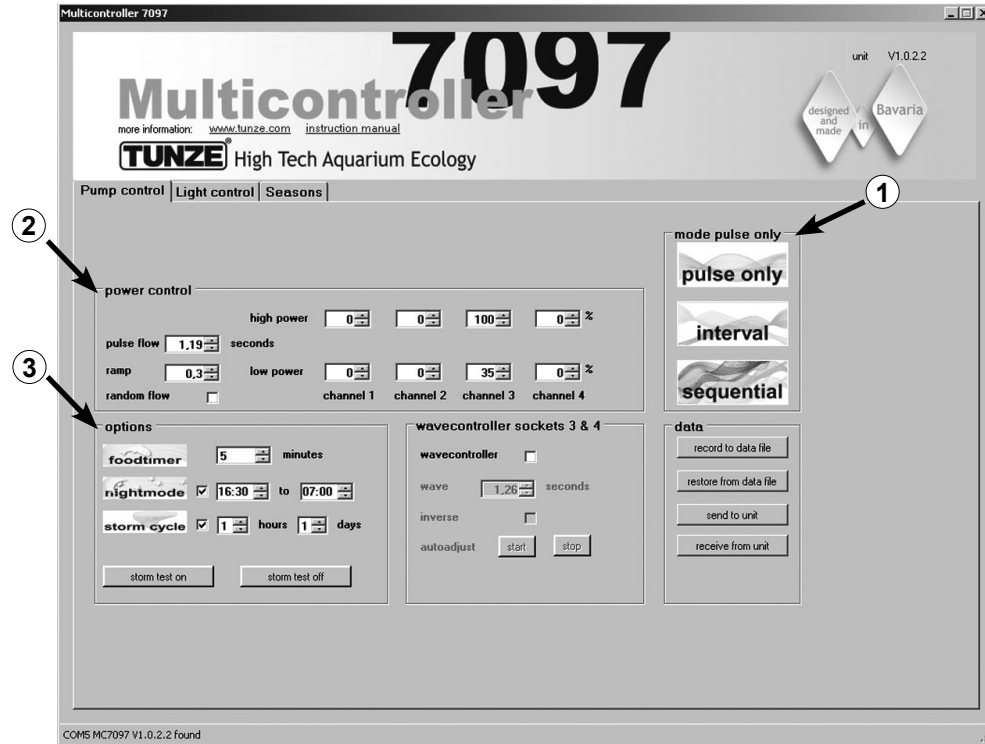 Multicontroller 7097
7097
Multicontroller
unit V1.0.2.2
designed and made in Bavaria
more information: www.tunze.com instruction manual
TUNZE® High Tech Aquarium Ecology
Pump control Light control Seasons
1
2
3
mode pulse only
pulse only
interval
sequential
power control
high power 0 0 100 0 %
pulse flow 1,19 seconds
ramp 0,3 low power 0 0 35 0 %
random flow channel 1 channel 2 channel 3 channel 4
options
foodtimer 5 minutes
nightmode 16:30 to 07:00
storm cycle 1 hours 1 days
storm test on storm test off
wavecontroller sockets 3 & 4
wavecontroller
wave 1,26 seconds
inverse
autoadjust start stop
data
record to data file
restore from data file
send to unit
receive from unit
COM5 MC7097 V1.0.2.2 found